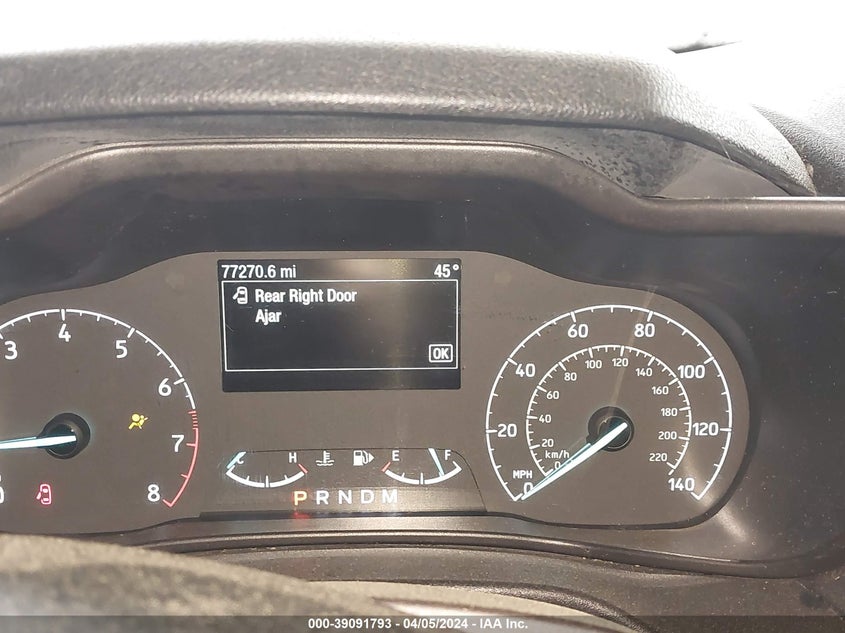 77270.6 mi 45°
Rear Right Door
Ajar
OK
3 4 5 6 7 8
C H E F
PRNDM
0 20 40 60 80 100 120 140
MPH
0 20 40 60 80 100 120 140 160 180 200 220
km/h
000-39091793 - 04/05/2024 - IAA Inc.